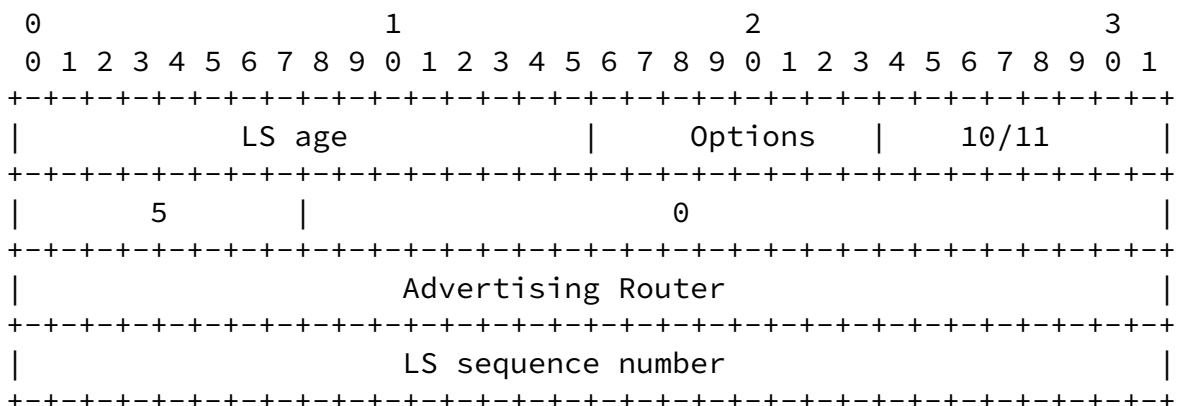 0                   1                   2                   3
 0 1 2 3 4 5 6 7 8 9 0 1 2 3 4 5 6 7 8 9 0 1 2 3 4 5 6 7 8 9 0 1
+-+-+-+-+-+-+-+-+-+-+-+-+-+-+-+-+-+-+-+-+-+-+-+-+-+-+-+-+-+-+-+-+
|            LS age             |     Options   |    10/11      |
+-+-+-+-+-+-+-+-+-+-+-+-+-+-+-+-+-+-+-+-+-+-+-+-+-+-+-+-+-+-+-+-+
|       5       |                    0                          |
+-+-+-+-+-+-+-+-+-+-+-+-+-+-+-+-+-+-+-+-+-+-+-+-+-+-+-+-+-+-+-+-+
|                     Advertising Router                        |
+-+-+-+-+-+-+-+-+-+-+-+-+-+-+-+-+-+-+-+-+-+-+-+-+-+-+-+-+-+-+-+-+
|                     LS sequence number                        |
+-+-+-+-+-+-+-+-+-+-+-+-+-+-+-+-+-+-+-+-+-+-+-+-+-+-+-+-+-+-+-+-+